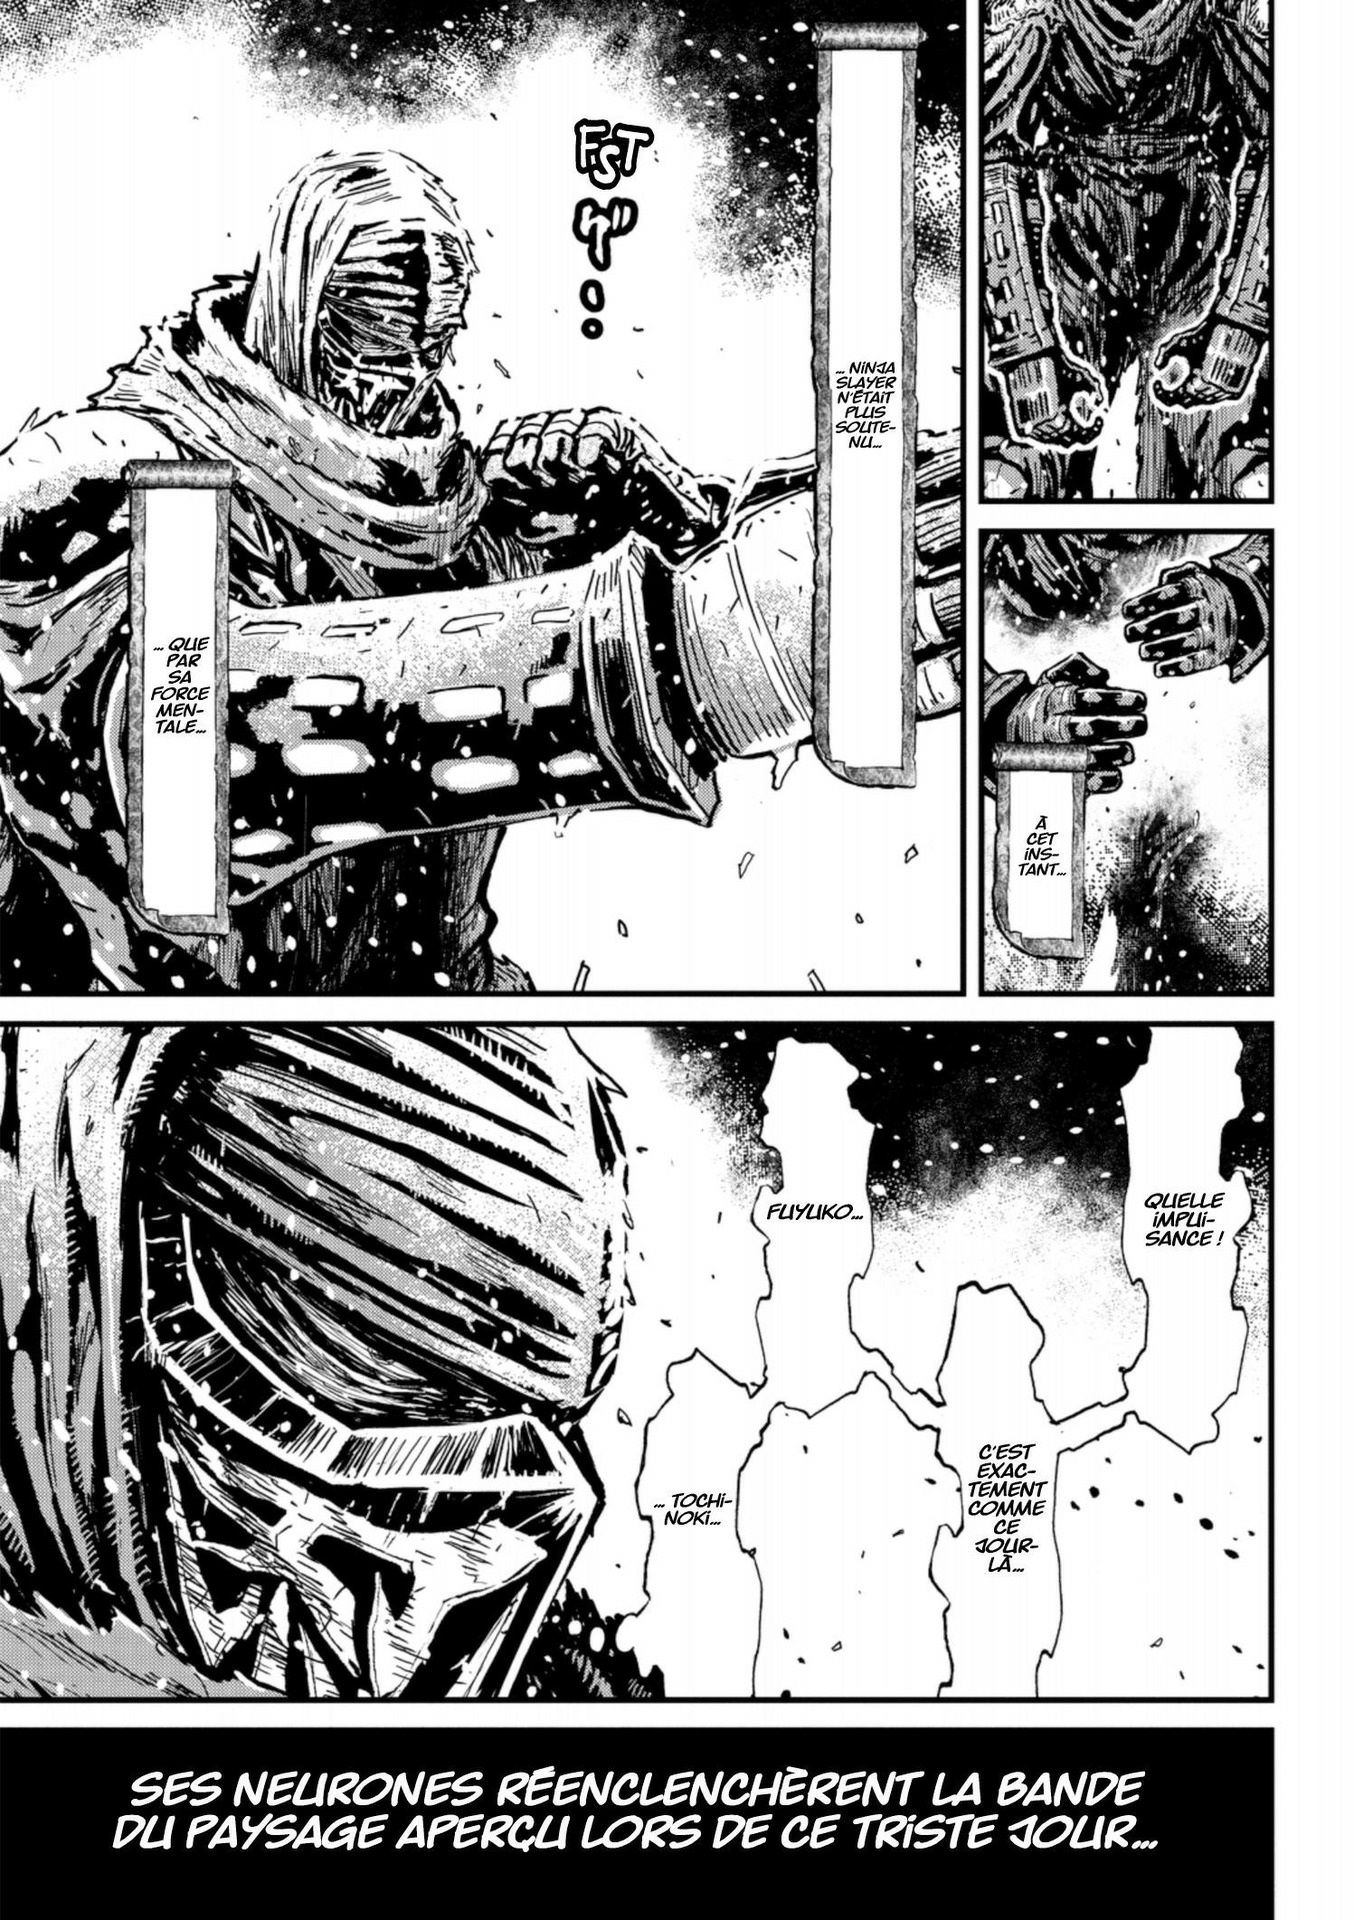 À
CET
INS-
TANT...
FST
ゲ。
... NINJA
SLAYER
N'ÉTAIT
PLUS
SOUTE-
NU...
... QUE
PAR
SA
FORCE
MEN-
TALE...
QUELLE
IMPUI-
SANCE !
C'EST
EXAC-
TEMENT
COMME
CE
JOUR-
LÀ...
FUYUKO...
... TOCHI-
NOKI...
SES NEURONES RÉENCLENCHÈRENT LA BANDE
DU PAYSAGE APERÇU LORS DE CE TRISTE JOUR...